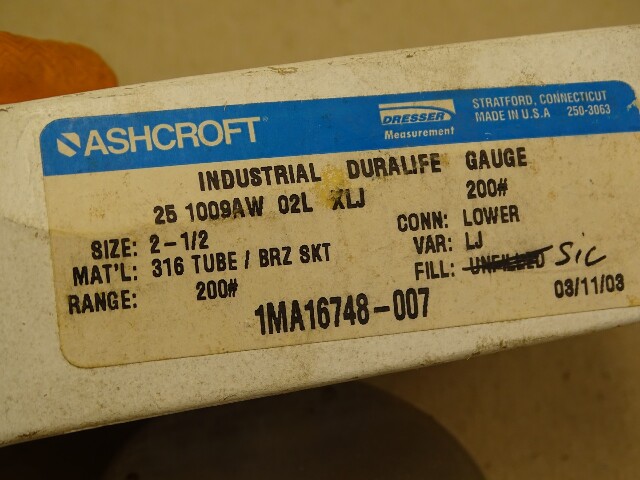 ASHCROFT
DRESSER
Measurement
STRATFORD, CONNECTICUT
MADE IN U.S.A 250-3063
INDUSTRIAL DURALIFE GAUGE
25 1009AW 02L XLJ 200#
SIZE: 2-1/2 CONN: LOWER
MAT'L: 316 TUBE / BRZ SKT VAR: LJ
RANGE: 200# FILL: UNFILLED SiC
1MA16748-007 03/11/03